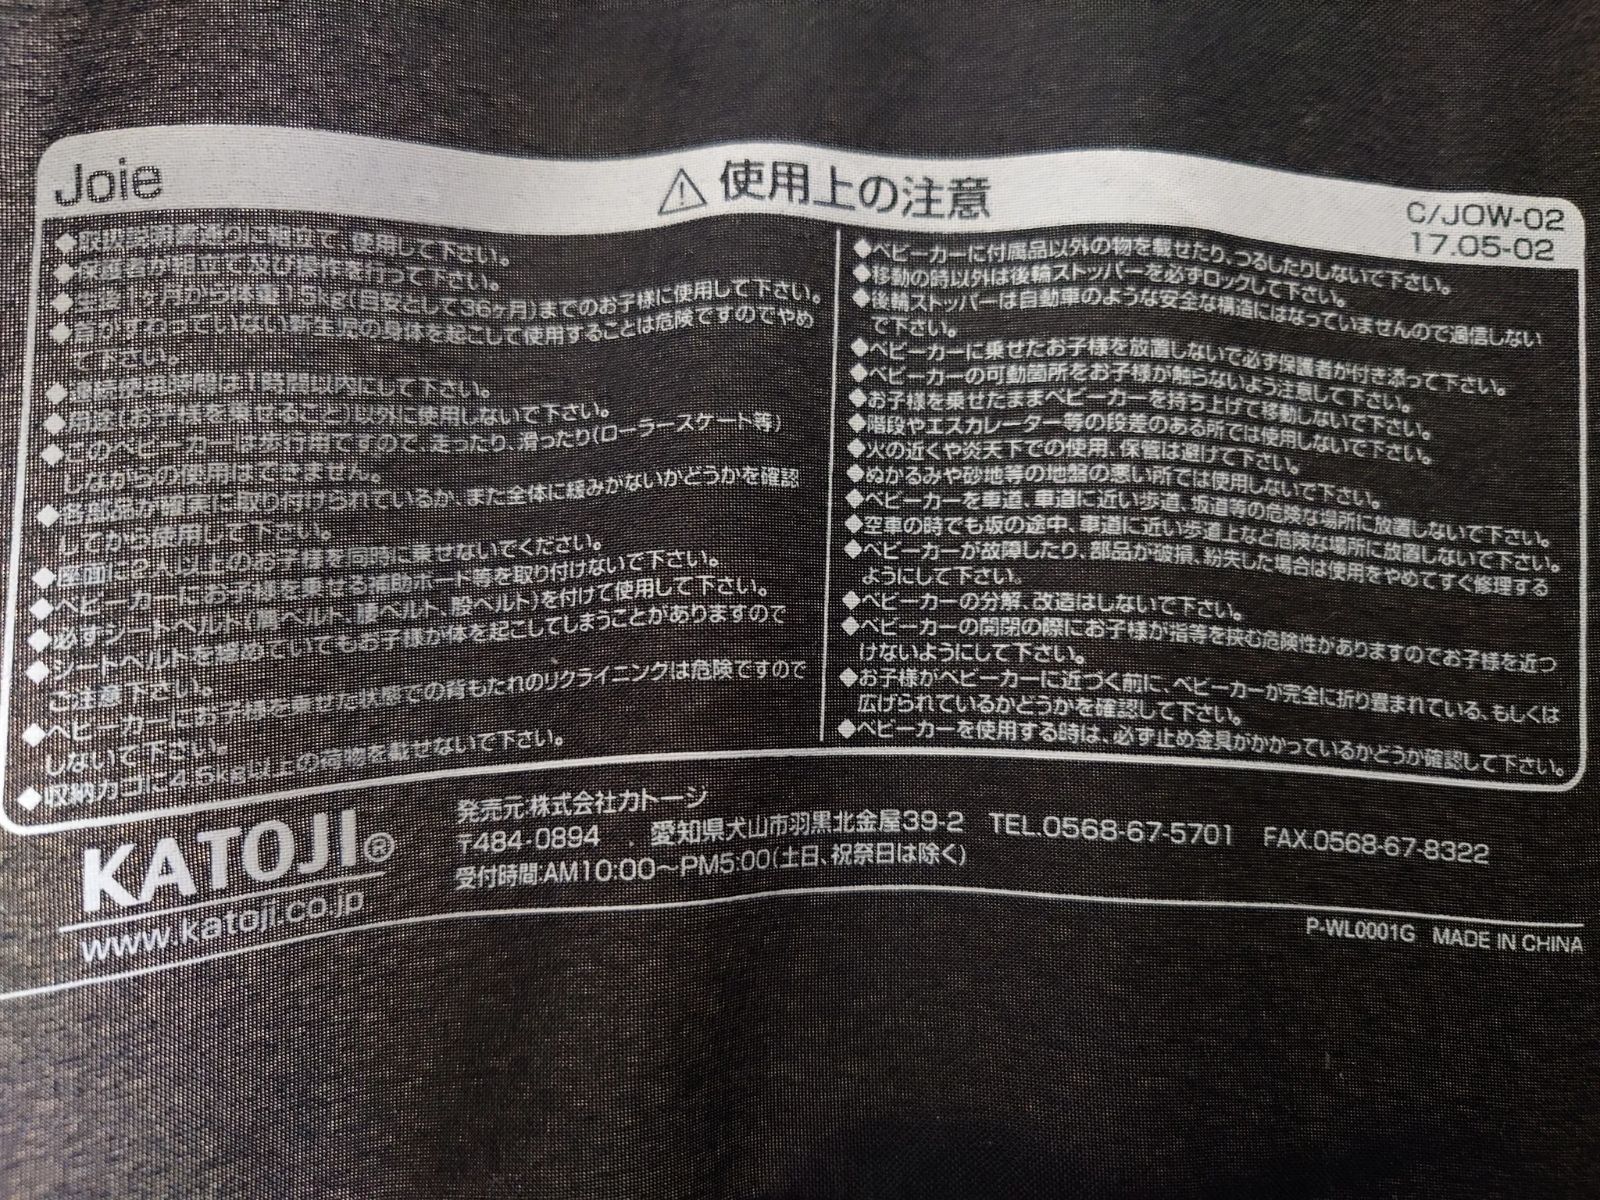 Joie
⚠使用上の注意
C/JOW-02
17.05-02
◆取扱説明書通りに組立て、使用して下さい。
◆保護者が組立て及び操作を行って下さい。
◆生後1ヶ月から体重15kg(目安として36ヶ月)までのお子様に使用して下さい。
◆首がすわっていない新生児の身体を起こして使用することは危険ですのでやめ
て下さい。
◆連続使用時間は1時間以内にして下さい。
◆用途(お子様を乗せること)以外に使用しないで下さい。
◆このベビーカーは歩行用ですので、走ったり、滑ったり(ローラースケート等)
しながらの使用はできません。
◆各部品が確実に取り付けられているか、また全体に緩みがないかどうかを確認
してから使用して下さい。
◆座面に2人以上のお子様を同時に乗せないでください。
◆ベビーカーにお子様を乗せる補助ボード等を取り付けないで下さい。
◆必ずシートベルト(肩ベルト、腰ベルト、股ベルト)を付けて使用して下さい。
◆シートベルトを締めていてもお子様が体を起こしてしまうことがありますので
ご注意下さい。
◆ベビーカーにお子様を乗せた状態での背もたれのリクライニングは危険ですので
しないで下さい。
◆収納カゴに4.5kg以上の荷物を載せないで下さい。
◆ベビーカーに付属品以外の物を載せたり、つるしたりしないで下さい。
◆移動の時以外は後輪ストッパーを必ずロックして下さい。
◆後輪ストッパーは自動車のような安全な構造にはなっていませんので過信しない
で下さい。
◆ベビーカーに乗せたお子様を放置しないで必ず保護者が付き添って下さい。
◆ベビーカーの可動箇所をお子様が触らないよう注意して下さい。
◆お子様を乗せたままベビーカーを持ち上げて移動しないで下さい。
◆階段やエスカレーター等の段差のある所では使用しないで下さい。
◆火の近くや炎天下での使用、保管は避けて下さい。
◆ぬかるみや砂地等の地盤の悪い所では使用しないで下さい。
◆ベビーカーを車道、車道に近い歩道、坂道等の危険な場所に放置しないで下さい。
◆空車の時でも坂の途中、車道に近い歩道上など危険な場所に放置しないで下さい。
◆ベビーカーが故障したり、部品が破損、紛失した場合は使用をやめてすぐ修理する
ようにして下さい。
◆ベビーカーの分解、改造はしないで下さい。
◆ベビーカーの開閉の際にお子様が指等を挟む危険性がありますのでお子様を近づ
けないようにして下さい。
◆お子様がベビーカーに近づく前に、ベビーカーが完全に折り畳まれている、もしくは
広げられているかどうかを確認して下さい。
◆ベビーカーを使用する時は、必ず止め金具がかかっているかどうか確認して下さい。
KATOJI®
www.katoji.co.jp
発売元:株式会社カトージ
〒484-0894 愛知県犬山市羽黒北金屋39-2 TEL.0568-67-5701 FAX.0568-67-8322
受付時間:AM10:00~PM5:00(土日、祝祭日は除く)
P-WL0001G MADE IN CHINA